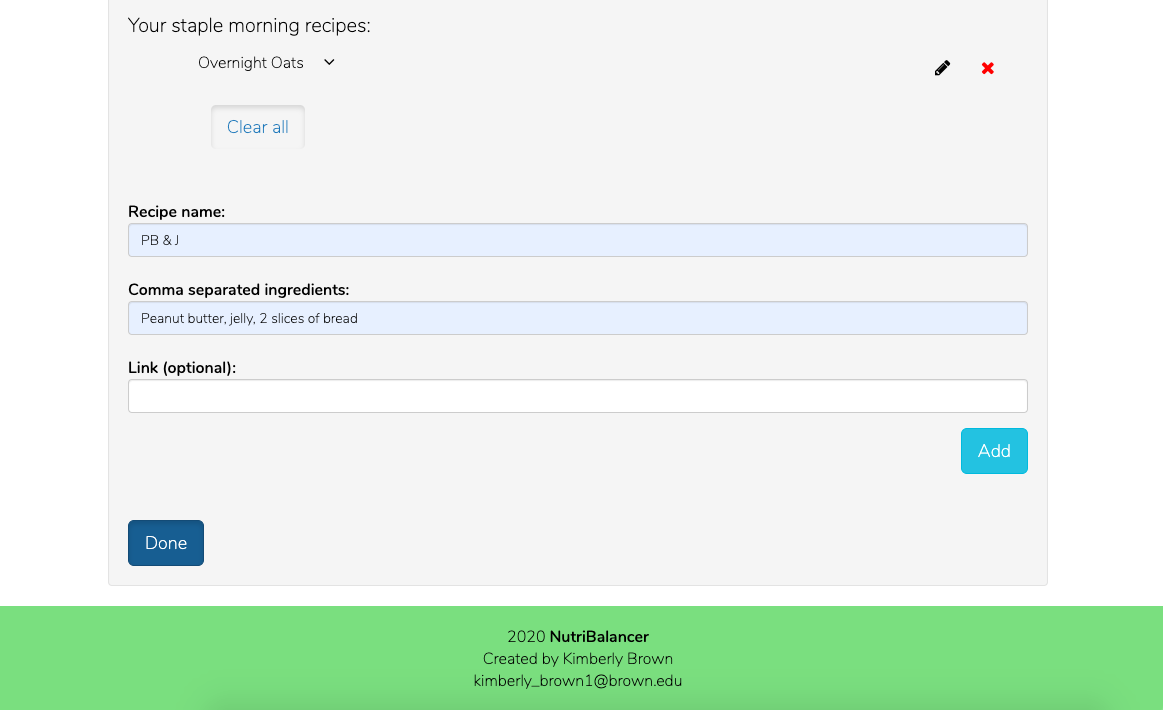 Your staple morning recipes:
Overnight Oats
Clear all
Recipe name:
PB & J
Comma separated ingredients:
Peanut butter, jelly, 2 slices of bread
Link (optional):
Add
Done
2020 NutriBalancer
Created by Kimberly Brown
kimberly_brown1@brown.edu